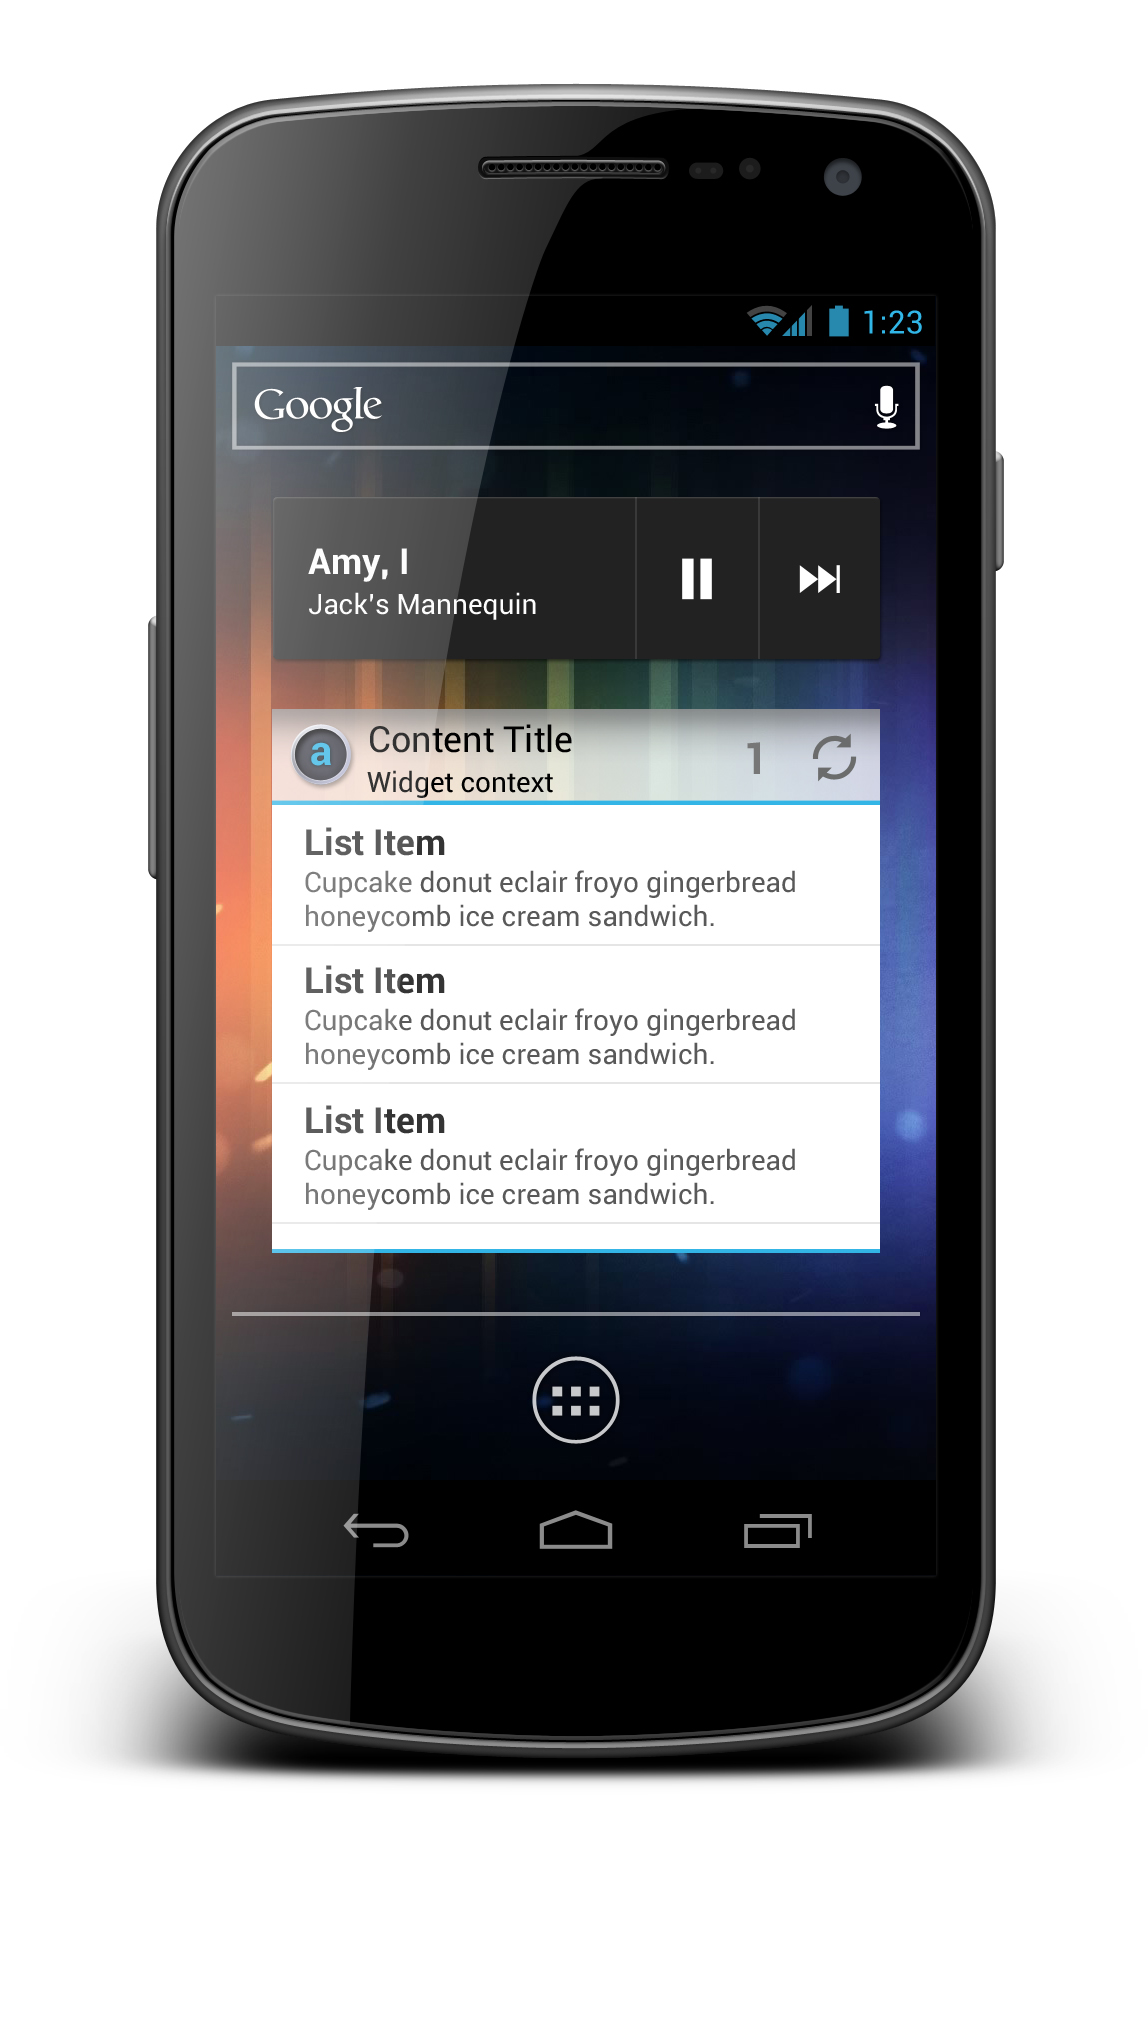 1:23
Google
Amy, I
Jack's Mannequin
a
Content Title
1
Widget context
List Item
Cupcake donut eclair froyo gingerbread
honeycomb ice cream sandwich.
List Item
Cupcake donut eclair froyo gingerbread
honeycomb ice cream sandwich.
List Item
Cupcake donut eclair froyo gingerbread
honeycomb ice cream sandwich.